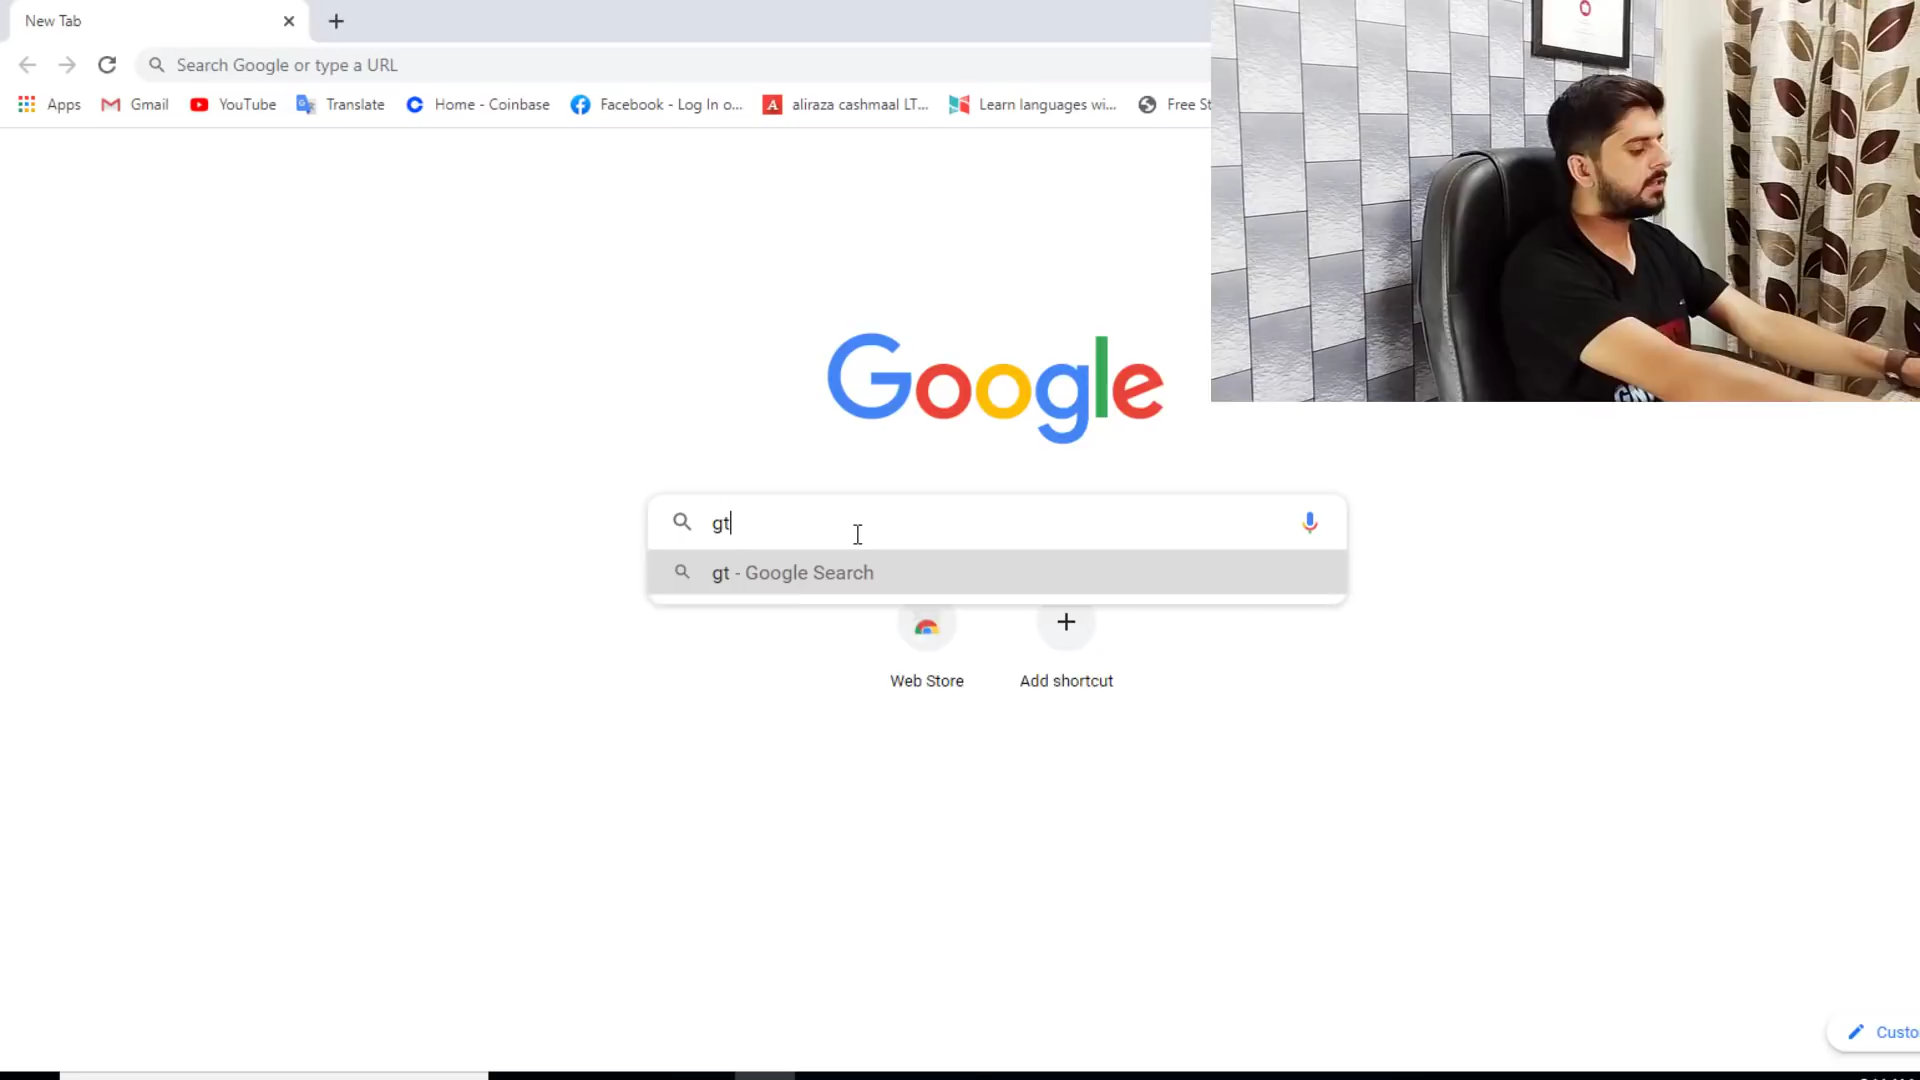 New Tab
Search Google or type a URL
Apps Gmail YouTube Translate Home - Coinbase Facebook - Log In o... aliraza cashmaal LT... Learn languages wi... Free St
Google
gt
gt - Google Search
Web Store Add shortcut
Custo